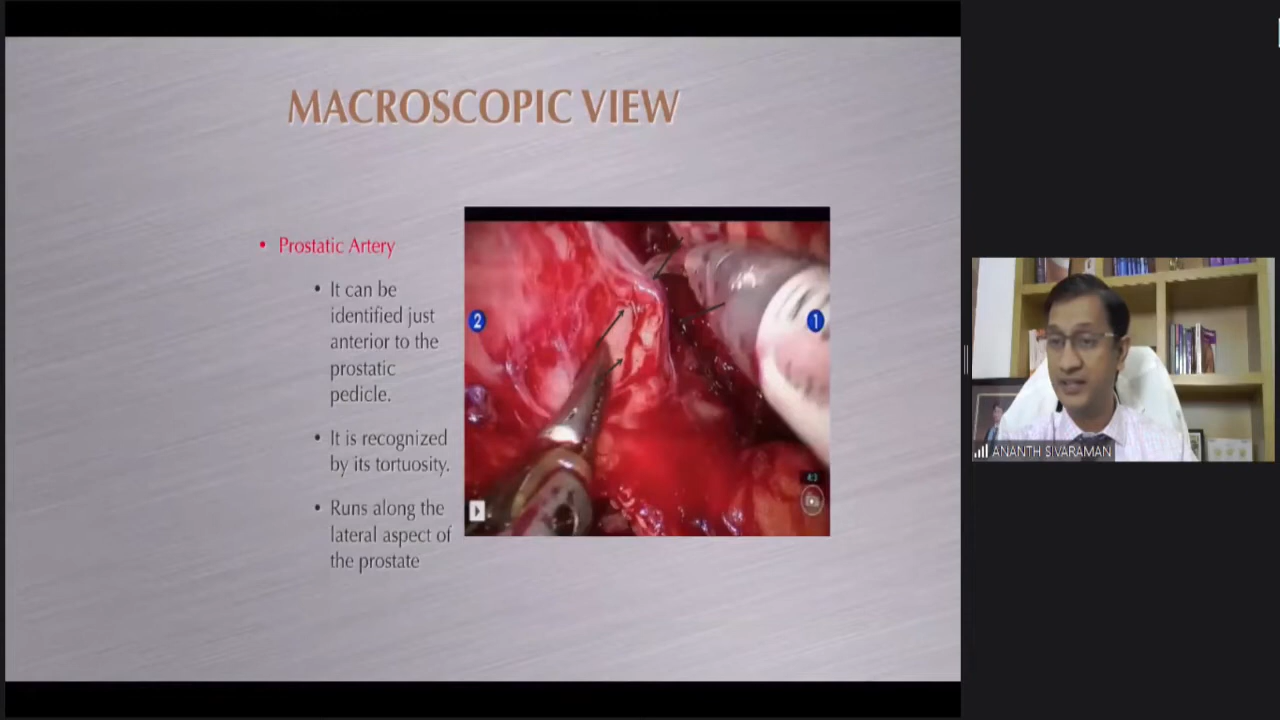 MACROSCOPIC VIEW
• Prostatic Artery
• It can be
identified just
anterior to the
prostatic
pedicle.
• It is recognized
by its tortuosity.
• Runs along the
lateral aspect of
the prostate
2
1
ANANTH SIVARAMAN